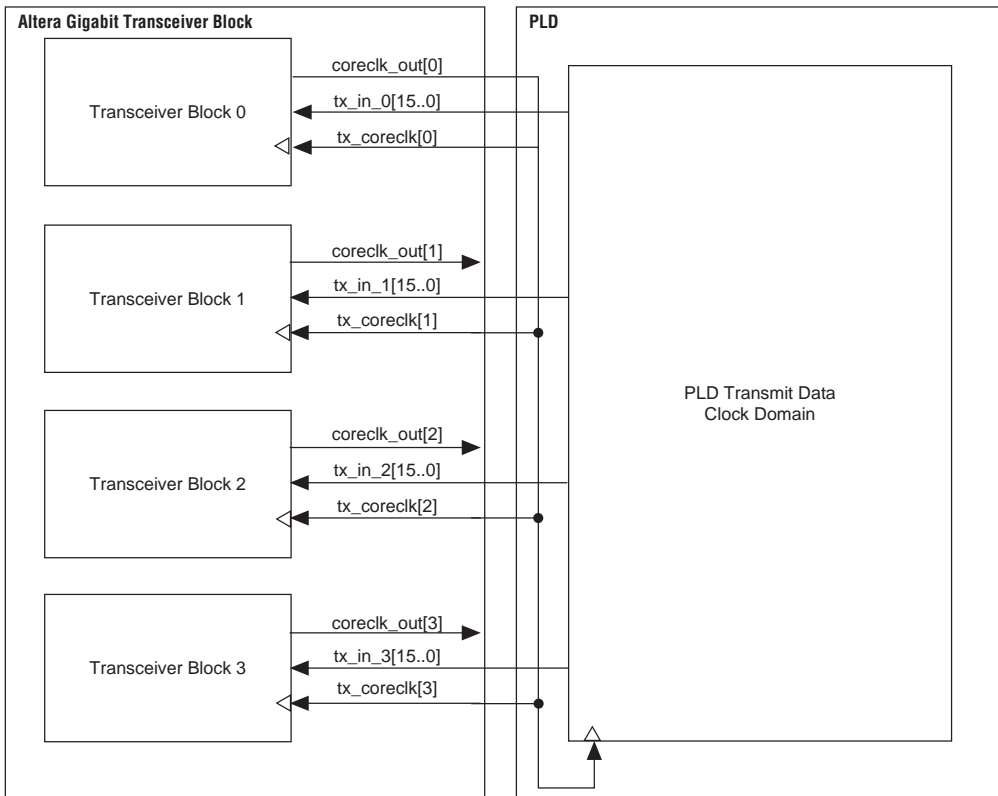 Altera Gigabit Transceiver Block
PLD
Transceiver Block 0
coreclk_out[0]
tx_in_0[15..0]
tx_coreclk[0]
Transceiver Block 1
coreclk_out[1]
tx_in_1[15..0]
tx_coreclk[1]
PLD Transmit Data
Clock Domain
Transceiver Block 2
coreclk_out[2]
tx_in_2[15..0]
tx_coreclk[2]
Transceiver Block 3
coreclk_out[3]
tx_in_3[15..0]
tx_coreclk[3]